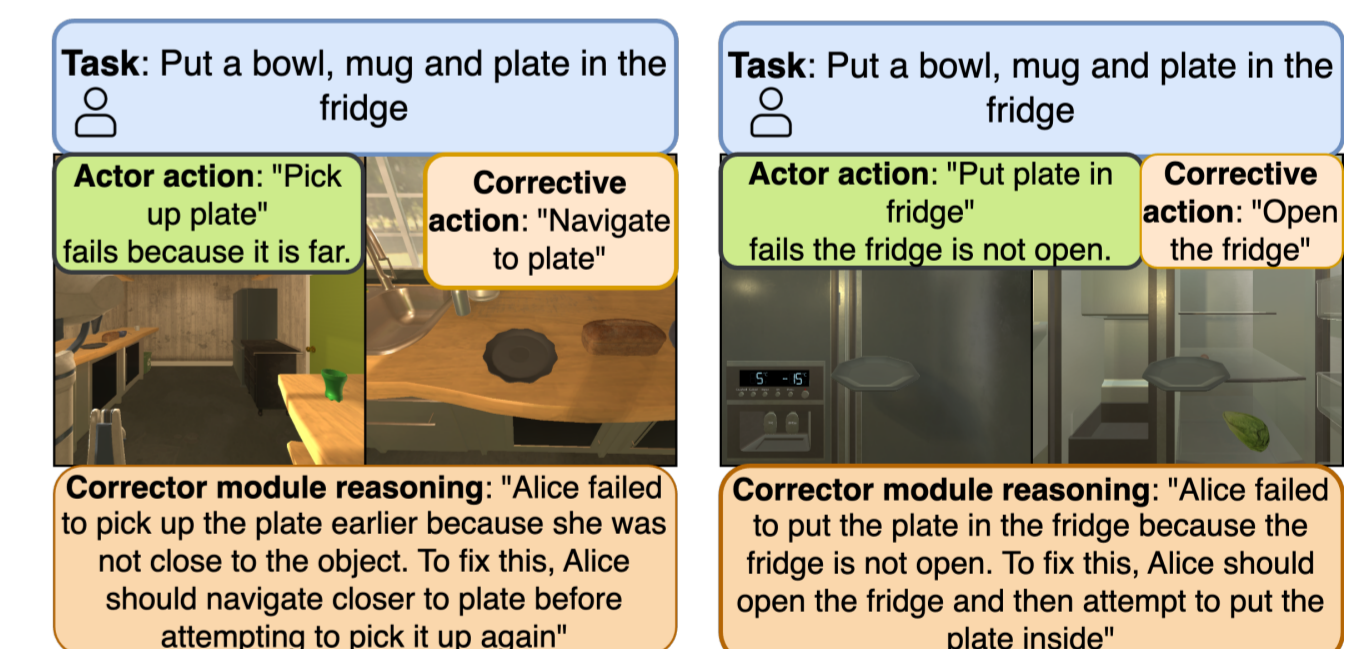 Task: Put a bowl, mug and plate in the
fridge
Actor action: "Pick
up plate"
fails because it is far.
Corrective
action: "Navigate
to plate"
Corrector module reasoning: "Alice failed
to pick up the plate earlier because she was
not close to the object. To fix this, Alice
should navigate closer to plate before
attempting to pick it up again"
Task: Put a bowl, mug and plate in the
fridge
Actor action: "Put plate in
fridge"
fails the fridge is not open.
Corrective
action: "Open
the fridge"
5° -15°
Corrector module reasoning: "Alice failed
to put the plate in the fridge because the
fridge is not open. To fix this, Alice should
open the fridge and then attempt to put the
plate inside"